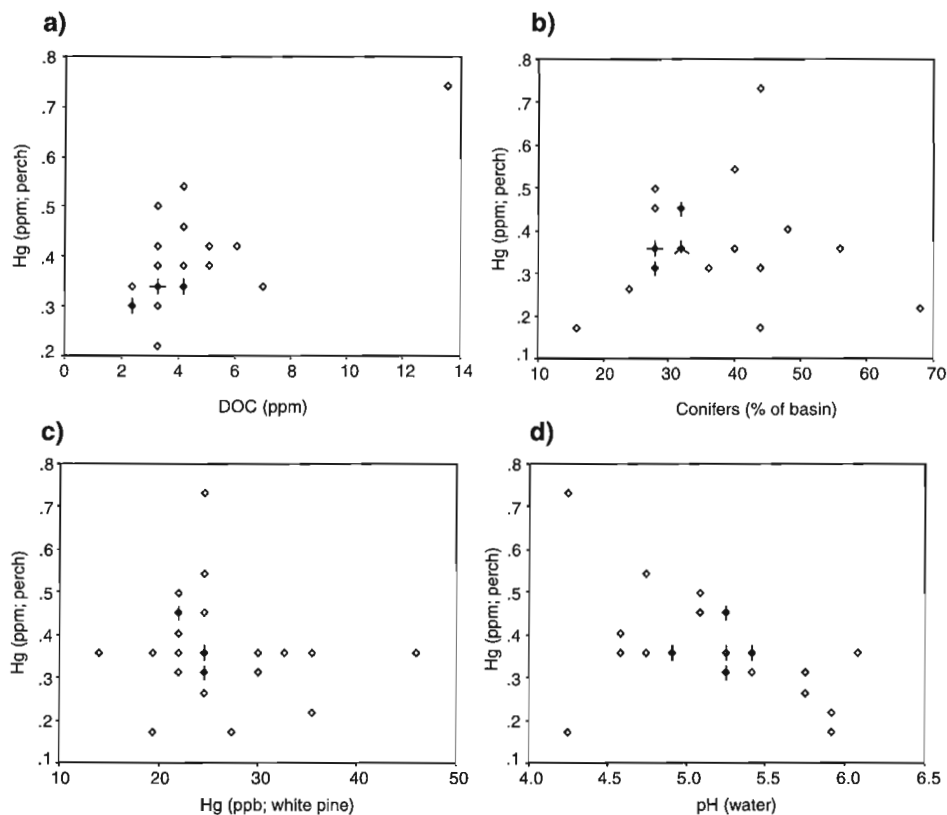 a)
.8
.7
.6
.5
.4
.3
.2
Hg (ppm; perch)
0 2 4 6 8 10 12 14
DOC (ppm)
b)
.8
.7
.6
.5
.4
.3
.2
.1
Hg (ppm; perch)
10 20 30 40 50 60 70
Conifers (% of basin)
c)
.8
.7
.6
.5
.4
.3
.2
.1
Hg (ppm; perch)
10 20 30 40 50
Hg (ppb; white pine)
d)
.8
.7
.6
.5
.4
.3
.2
.1
Hg (ppm; perch)
4.0 4.5 5.0 5.5 6.0 6.5
pH (water)